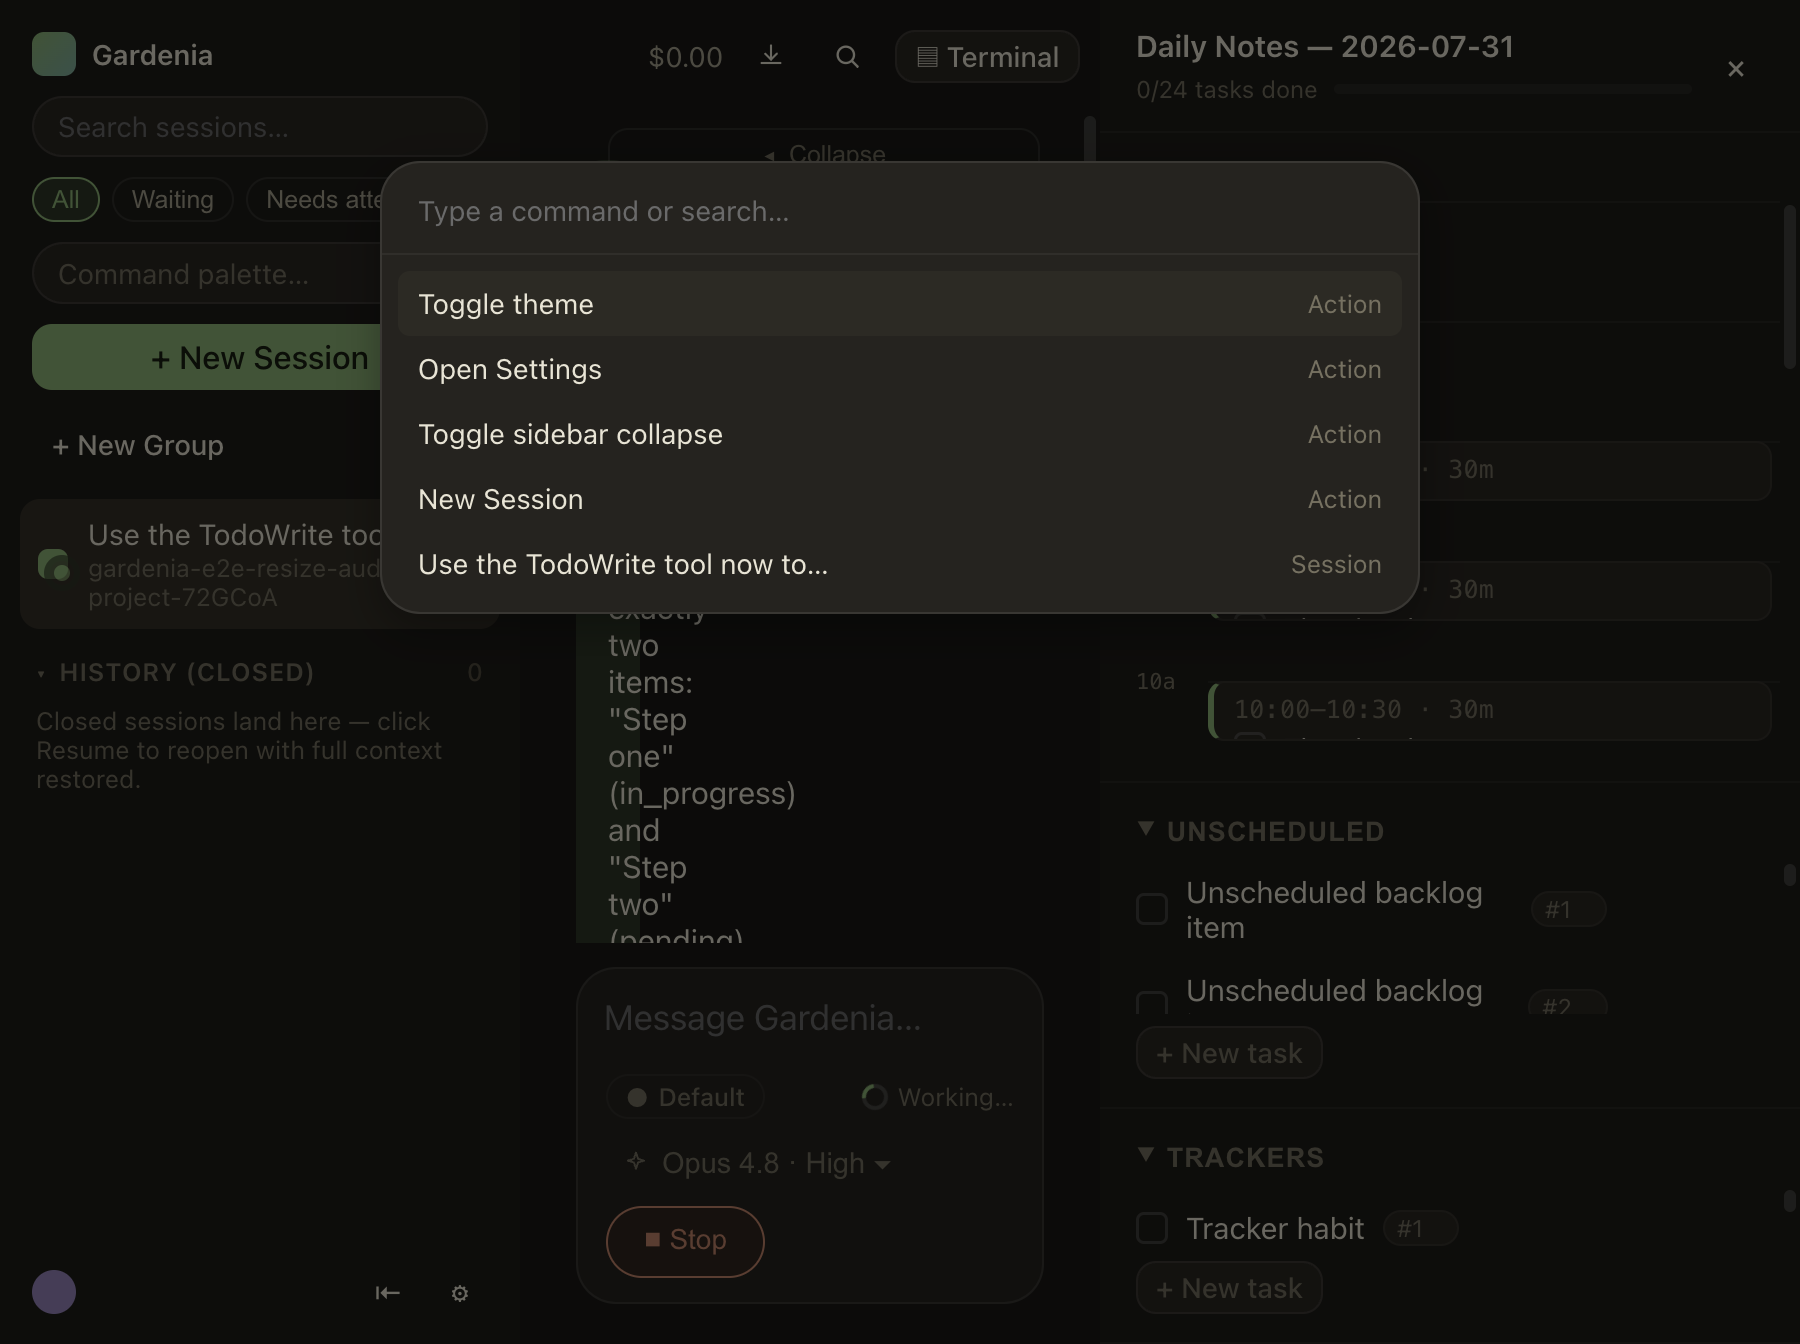 Gardenia
Search sessions...
All
Waiting
Needs atte
Command palette...
+ New Session
+ New Group
Use the TodoWrite too
gardenia-e2e-resize-aud
project-72GCoA
HISTORY (CLOSED)
0
Closed sessions land here — click
Resume to reopen with full context
restored.
$0.00
Terminal
Collapse
Type a command or search...
Toggle theme
Action
Open Settings
Action
Toggle sidebar collapse
Action
New Session
Action
Use the TodoWrite tool now to...
Session
exactly
two
items:
"Step
one"
(in_progress)
and
"Step
two"
(pending)
Message Gardenia...
Default
Working...
Opus 4.8 · High
Stop
Daily Notes — 2026-07-31
0/24 tasks done
· 30m
· 30m
10a
10:00–10:30 · 30m
UNSCHEDULED
Unscheduled backlog
item
#1
Unscheduled backlog
#2
+ New task
TRACKERS
Tracker habit
#1
+ New task